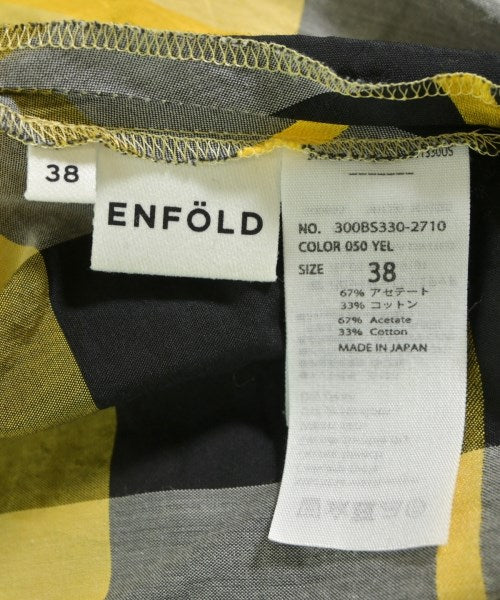 38
ENFÖLD
NO. 300BS330-2710
COLOR 050 YEL
SIZE 38
67% アセテート
33% コットン
67% Acetate
33% Cotton
MADE IN JAPAN